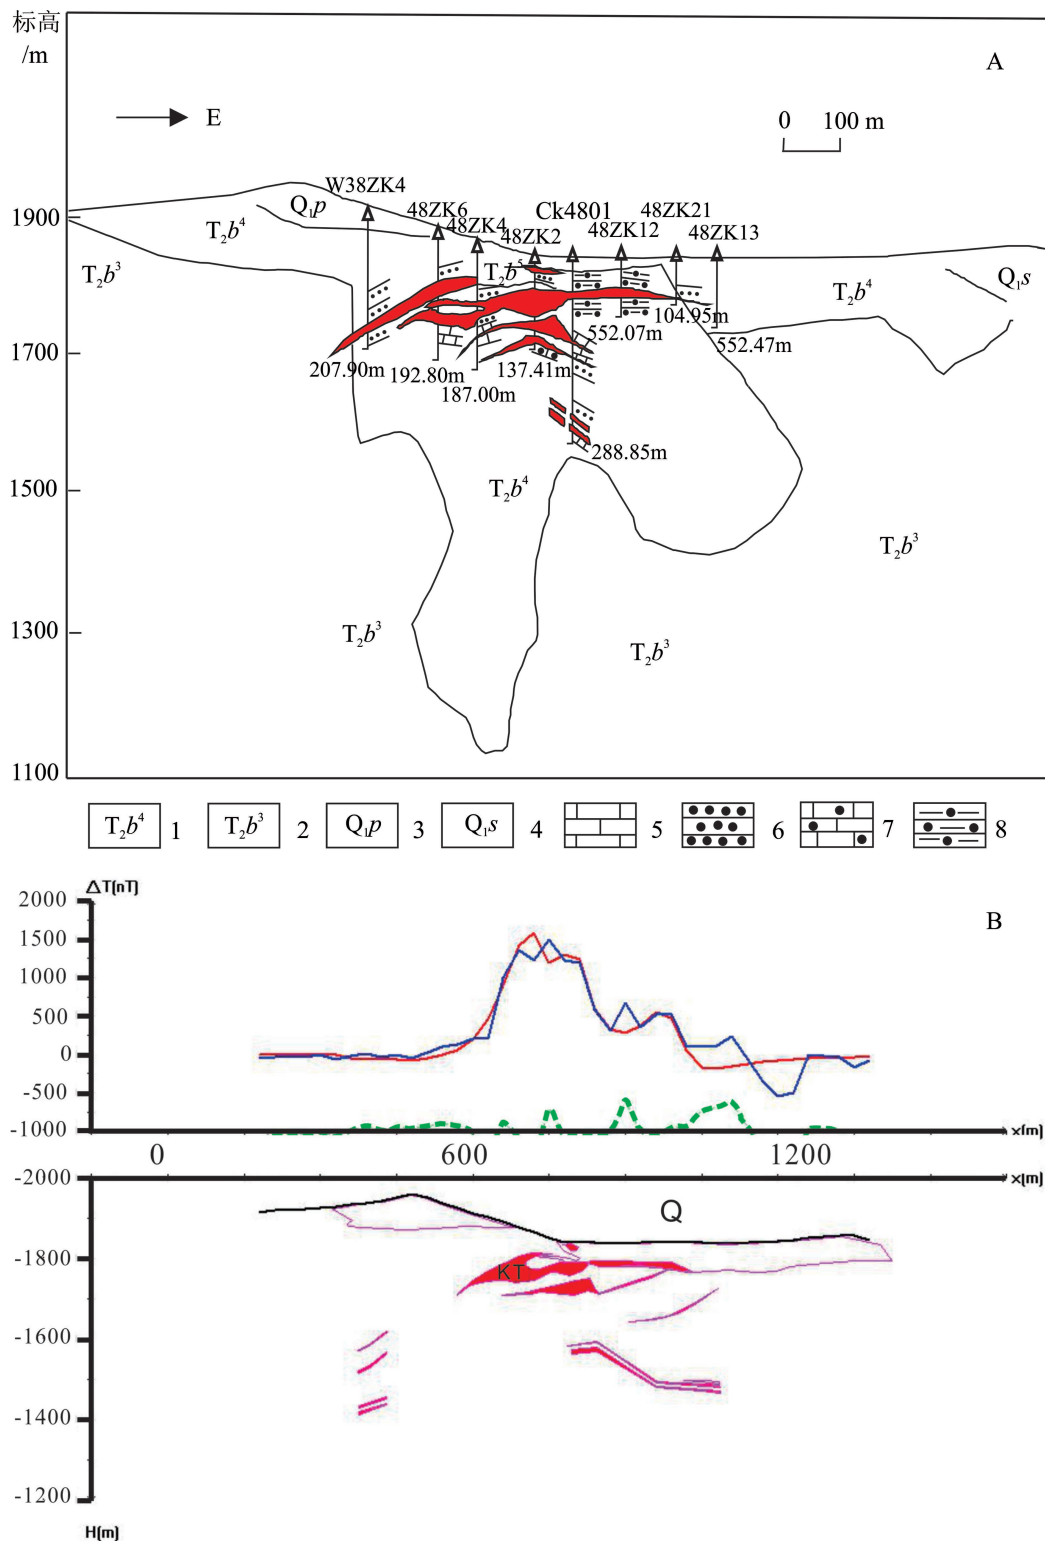 标高
/m
A
E
0 100 m
W38ZK4
Q₁p
48ZK6
Ck4801
48ZK21
1900
T₂b⁴
48ZK4
48ZK2
48ZK12
48ZK13
T₂b³
T₂b⁵
T₂b⁴
Q₁s
104.95m
552.07m
552.47m
1700
207.90m
192.80m
137.41m
187.00m
288.85m
1500
T₂b⁴
T₂b³
1300
T₂b³
T₂b³
1100
T₂b⁴ 1 T₂b³ 2 Q₁p 3 Q₁s 4 5 6 7 8
△T(nT)
2000
B
1500
1000
500
0
-500
-1000
x(m)
0 600 1200
-2000
x(m)
Q
-1800
KT
-1600
-1400
-1200
H(m)